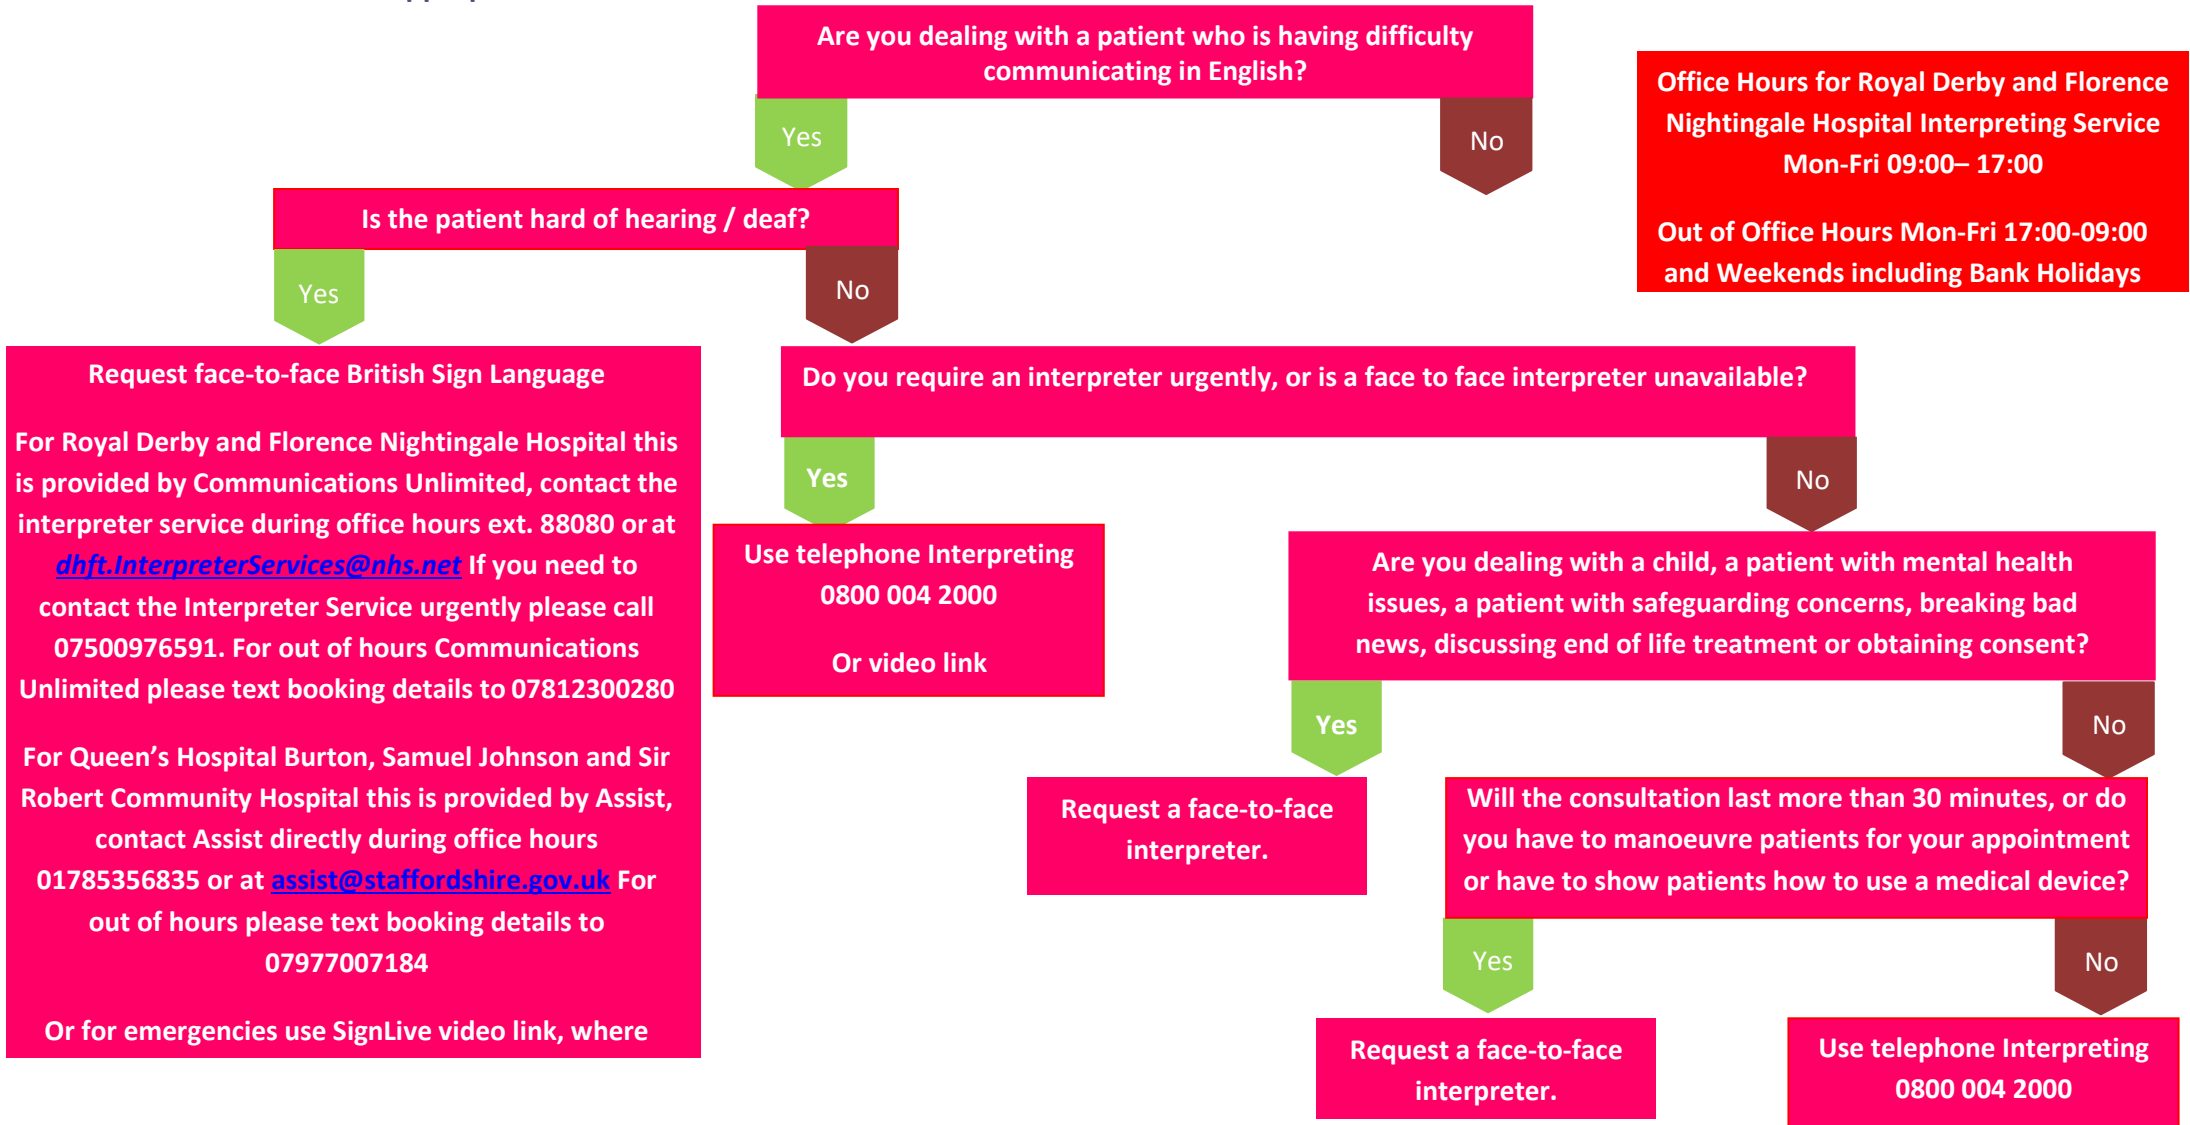 Are you dealing with a patient who is having difficulty
communicating in English?
Office Hours for Royal Derby and Florence
Nightingale Hospital Interpreting Service
Mon-Fri 09:00– 17:00
Out of Office Hours Mon-Fri 17:00-09:00
and Weekends including Bank Holidays
Yes
No
Is the patient hard of hearing / deaf?
Yes
No
Request face-to-face British Sign Language
For Royal Derby and Florence Nightingale Hospital this
is provided by Communications Unlimited, contact the
interpreter service during office hours ext. 88080 or at
dhft.InterpreterServices@nhs.net If you need to
contact the Interpreter Service urgently please call
07500976591. For out of hours Communications
Unlimited please text booking details to 07812300280
For Queen’s Hospital Burton, Samuel Johnson and Sir
Robert Community Hospital this is provided by Assist,
contact Assist directly during office hours
01785356835 or at assist@staffordshire.gov.uk For
out of hours please text booking details to
07977007184
Or for emergencies use SignLive video link, where
Do you require an interpreter urgently, or is a face to face interpreter unavailable?
Yes
No
Use telephone Interpreting
0800 004 2000
Or video link
Are you dealing with a child, a patient with mental health
issues, a patient with safeguarding concerns, breaking bad
news, discussing end of life treatment or obtaining consent?
Yes
No
Request a face-to-face
interpreter.
Will the consultation last more than 30 minutes, or do
you have to manoeuvre patients for your appointment
or have to show patients how to use a medical device?
Yes
No
Request a face-to-face
interpreter.
Use telephone Interpreting
0800 004 2000